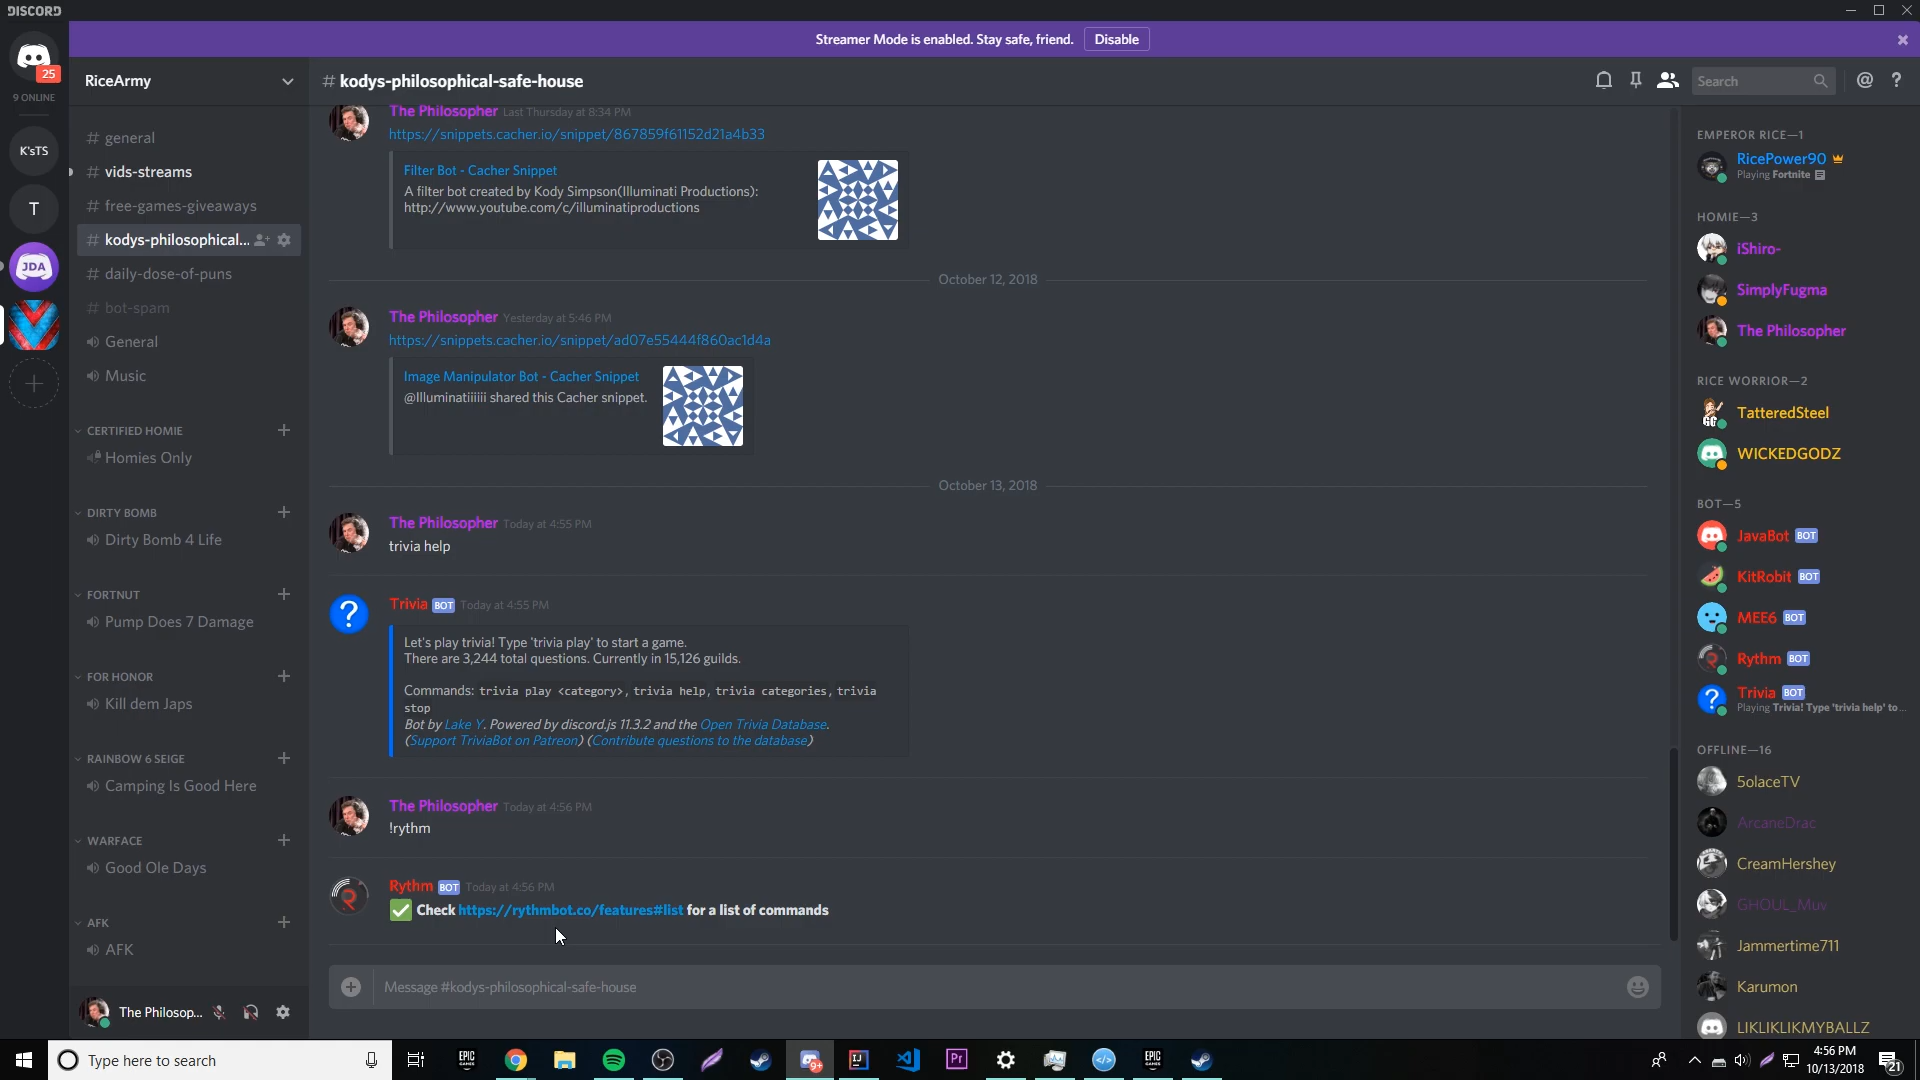 DISCORD
Streamer Mode is enabled. Stay safe, friend. Disable
25
9 ONLINE
K'sTS
T
JDA
RiceArmy
# general
# vids-streams
# free-games-giveaways
# kodys-philosophical...
# daily-dose-of-puns
# bot-spam
General
Music
CERTIFIED HOMIE
Homies Only
DIRTY BOMB
Dirty Bomb 4 Life
FORTNUT
Pump Does 7 Damage
FOR HONOR
Kill dem Japs
RAINBOW 6 SEIGE
Camping Is Good Here
WARFACE
Good Ole Days
AFK
AFK
The Philosop...
# kodys-philosophical-safe-house
Search
The Philosopher Last Thursday at 8:34 PM
https://snippets.cacher.io/snippet/867859f61152d21a4b33
Filter Bot - Cacher Snippet
A filter bot created by Kody Simpson(Illuminati Productions):
http://www.youtube.com/c/illuminatiproductions
October 12, 2018
The Philosopher Yesterday at 5:46 PM
https://snippets.cacher.io/snippet/ad07e55444f860ac1d4a
Image Manipulator Bot - Cacher Snippet
@Illuminatiiiiii shared this Cacher snippet.
October 13, 2018
The Philosopher Today at 4:55 PM
trivia help
Trivia BOT Today at 4:55 PM
Let's play trivia! Type 'trivia play' to start a game.
There are 3,244 total questions. Currently in 15,126 guilds.
Commands: trivia play <category>, trivia help, trivia categories, trivia
stop
Bot by Lake Y. Powered by discord.js 11.3.2 and the Open Trivia Database.
(Support TriviaBot on Patreon) (Contribute questions to the database)
The Philosopher Today at 4:56 PM
!rythm
Rythm BOT Today at 4:56 PM
Check https://rythmbot.co/features#list for a list of commands
Message #kodys-philosophical-safe-house
EMPEROR RICE—1
RicePower90
Playing Fortnite
HOMIE—3
iShiro-
SimplyFugma
The Philosopher
RICE WORRIOR—2
TatteredSteel
WICKEDGODZ
BOT—5
JavaBot BOT
KitRobit BOT
MEE6 BOT
Rythm BOT
Trivia BOT
Playing Trivia! Type 'trivia help' to...
OFFLINE—16
5olaceTV
ArcaneDrac
CreamHershey
GHOUL_Muv
Jammertime711
Karumon
LIKLIKLIKMYBALLZ
Type here to search
EPIC GAMES
9+
IJ
Pr
EPIC GAMES
4:56 PM
10/13/2018
21